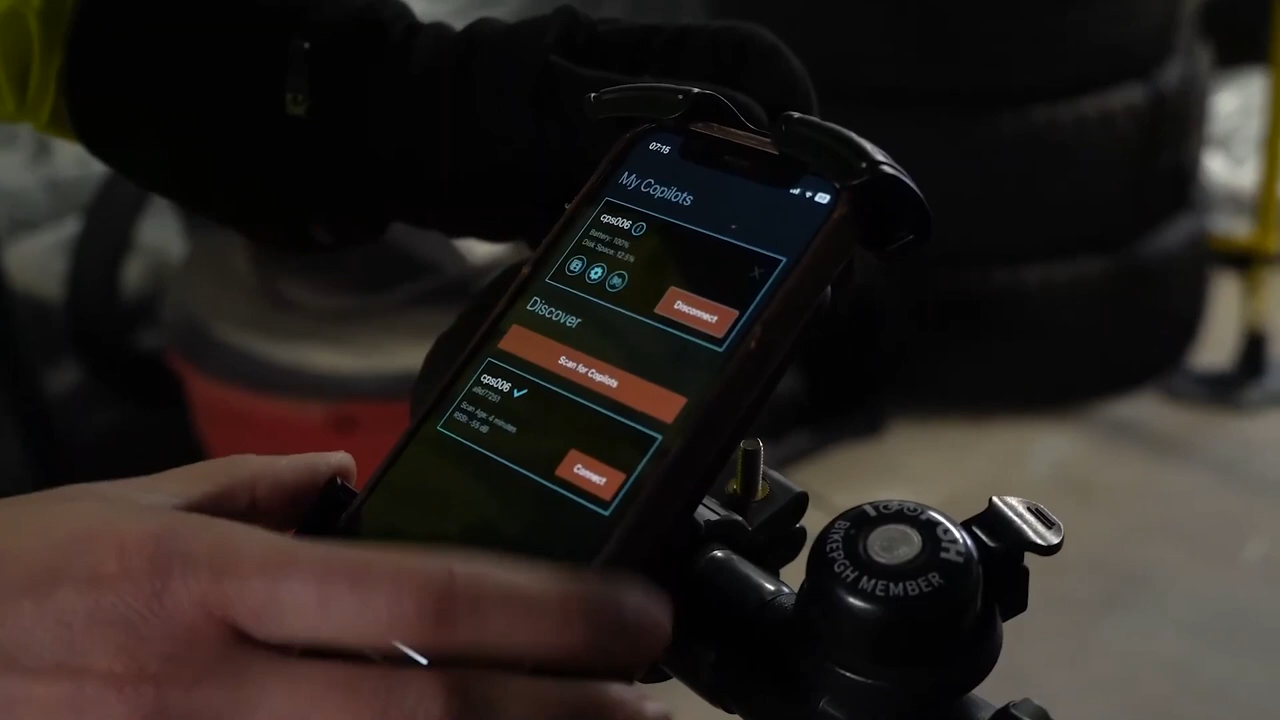 07:15
My Copilots
cps006
Battery: 100%
Disk Space: 12.5%
Disconnect
Discover
Scan for Copilots
cps006
Scan Age: 4 minutes
RSSI: -55 dB
Connect
BIKEPGH MEMBER